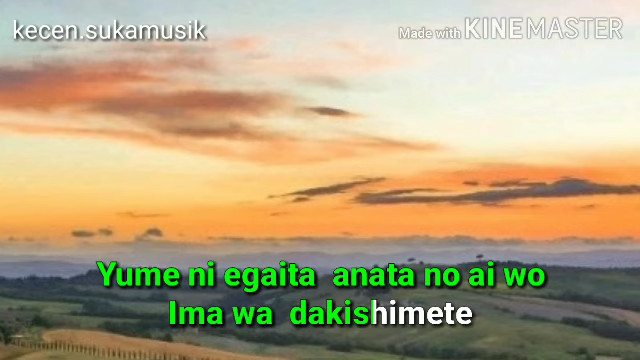 kecen.sukamusik
Made with KINEMASTER
Yume ni egaita anata no ai wo
Ima wa dakishimete